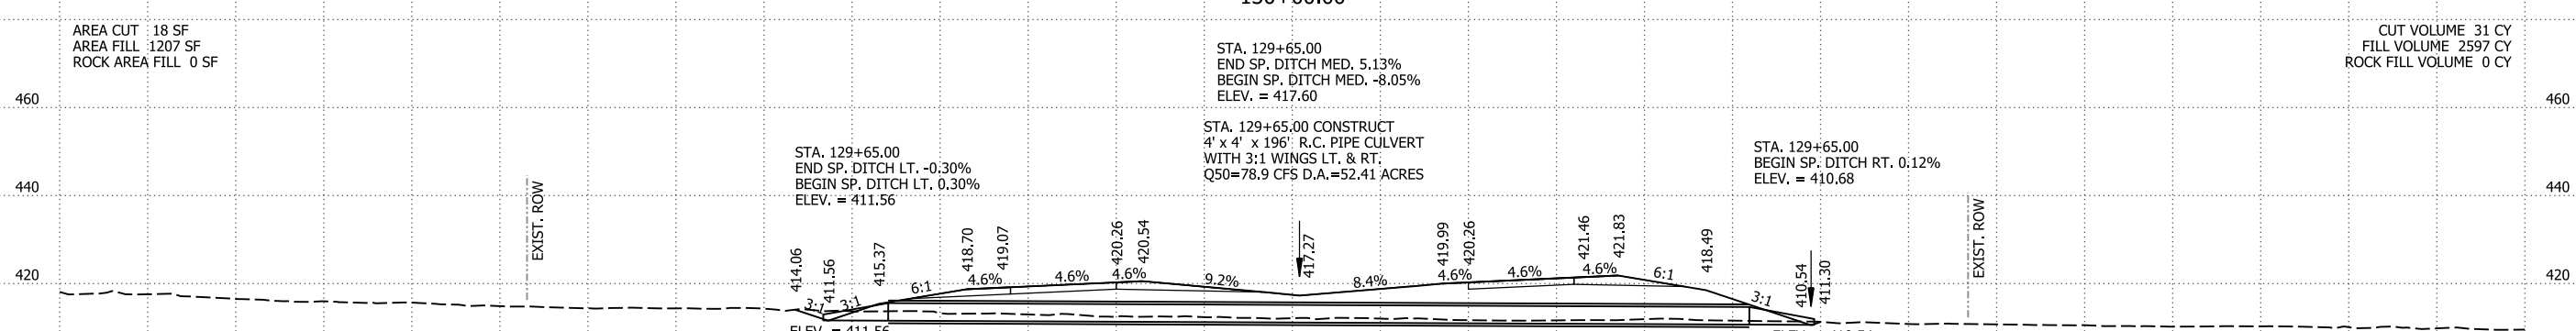 AREA CUT 18 SF
AREA FILL 1207 SF
ROCK AREA FILL 0 SF
CUT VOLUME 31 CY
FILL VOLUME 2597 CY
ROCK FILL VOLUME 0 CY
STA. 129+65.00
END SP. DITCH MED. 5.13%
BEGIN SP. DITCH MED. -8.05%
ELEV. = 417.60
460
460
STA. 129+65.00 CONSTRUCT
4' x 4' x 196' R.C. PIPE CULVERT
WITH 3:1 WINGS LT. & RT.
Q50=78.9 CFS D.A.=52.41 ACRES
STA. 129+65.00
END SP. DITCH LT. -0.30%
BEGIN SP. DITCH LT. 0.30%
ELEV. = 411.56
STA. 129+65.00
BEGIN SP. DITCH RT. 0.12%
ELEV. = 410.68
440
440
EXIST. ROW
EXIST. ROW
414.06
411.56
415.37
418.70
419.07
420.26
420.54
417.27
419.99
420.26
421.46
421.83
418.49
410.54
411.30
420
420
3:1
3:1
6:1
4.6%
4.6%
4.6%
9.2%
8.4%
4.6%
4.6%
4.6%
6:1
3:1
ELEV. = 411.56